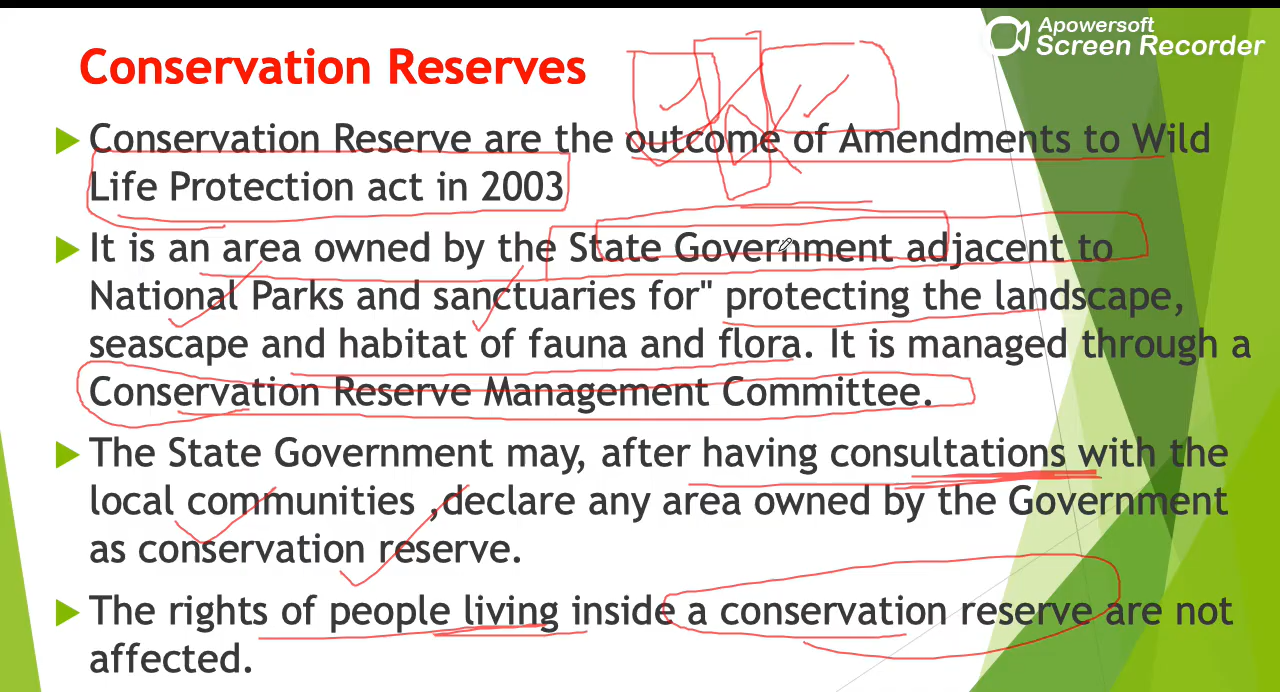 Apowersoft
Screen Recorder
Conservation Reserves
Conservation Reserve are the outcome of Amendments to Wild
Life Protection act in 2003
It is an area owned by the State Government adjacent to
National Parks and sanctuaries for" protecting the landscape,
seascape and habitat of fauna and flora. It is managed through a
Conservation Reserve Management Committee.
The State Government may, after having consultations with the
local communities ,declare any area owned by the Government
as conservation reserve.
The rights of people living inside a conservation reserve are not
affected.